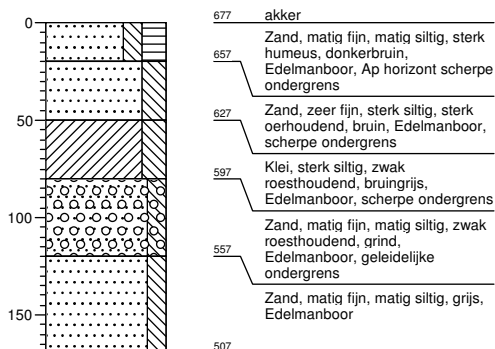 0
50
100
150
677 akker
Zand, matig fijn, matig siltig, sterk
657 humeus, donkerbruin,
Edelmanboor, Ap horizont scherpe
ondergrens
627 Zand, zeer fijn, sterk siltig, sterk
oerhoudend, bruin, Edelmanboor,
scherpe ondergrens
597 Klei, sterk siltig, zwak
roesthoudend, bruingrijs,
Edelmanboor, scherpe ondergrens
Zand, matig fijn, matig siltig, zwak
557 roesthoudend, grind,
Edelmanboor, geleidelijke
ondergrens
Zand, matig fijn, matig siltig, grijs,
Edelmanboor
507